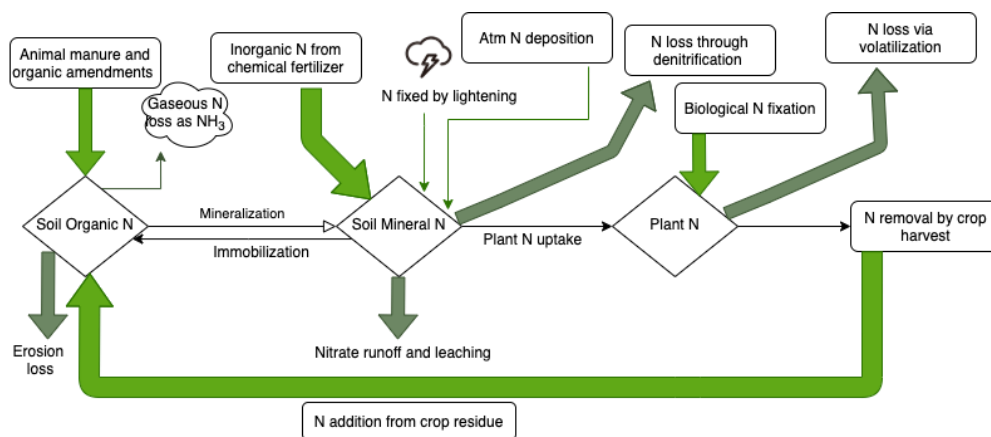 Animal manure and
organic amendments
Inorganic N from
chemical fertilizer
Atm N deposition
N loss through
denitrification
N loss via
volatilization
Gaseous N
loss as NH3
N fixed by lightening
Biological N fixation
Soil Organic N
Mineralization
Immobilization
Soil Mineral N
Plant N uptake
Plant N
N removal by crop
harvest
Erosion
loss
Nitrate runoff and leaching
N addition from crop residue